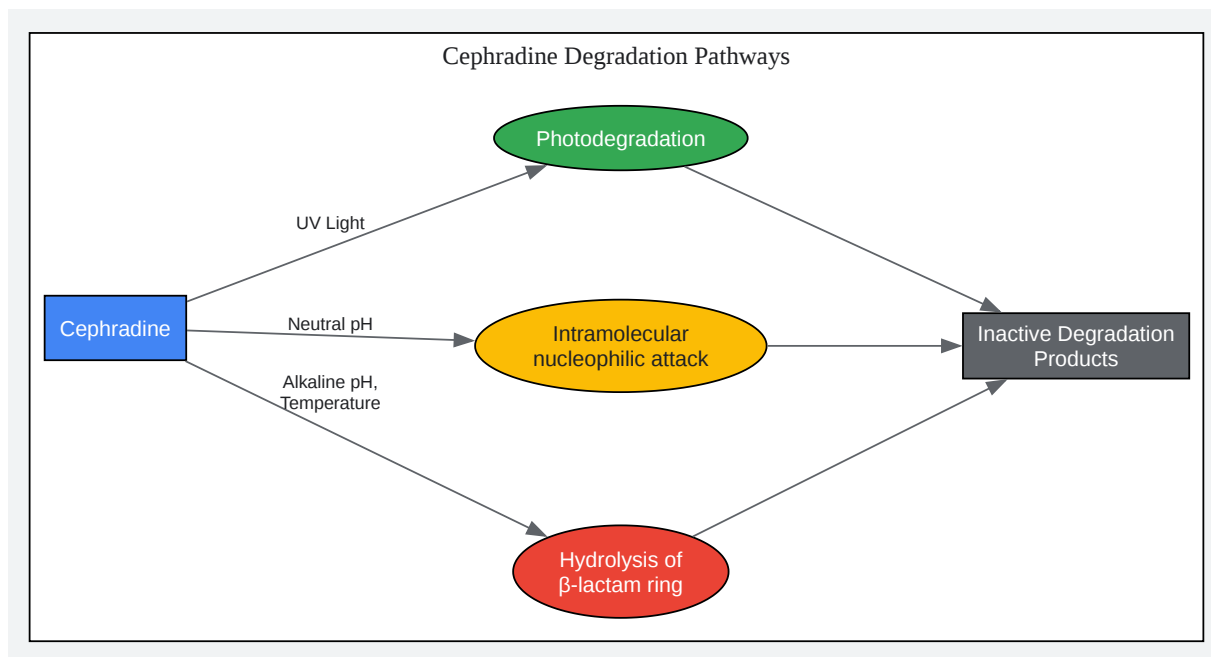 Cephradine Degradation Pathways
Photodegradation
UV Light
Cephradine
Neutral pH
Intramolecular
nucleophilic attack
Inactive Degradation
Products
Alkaline pH,
Temperature
Hydrolysis of
β-lactam ring